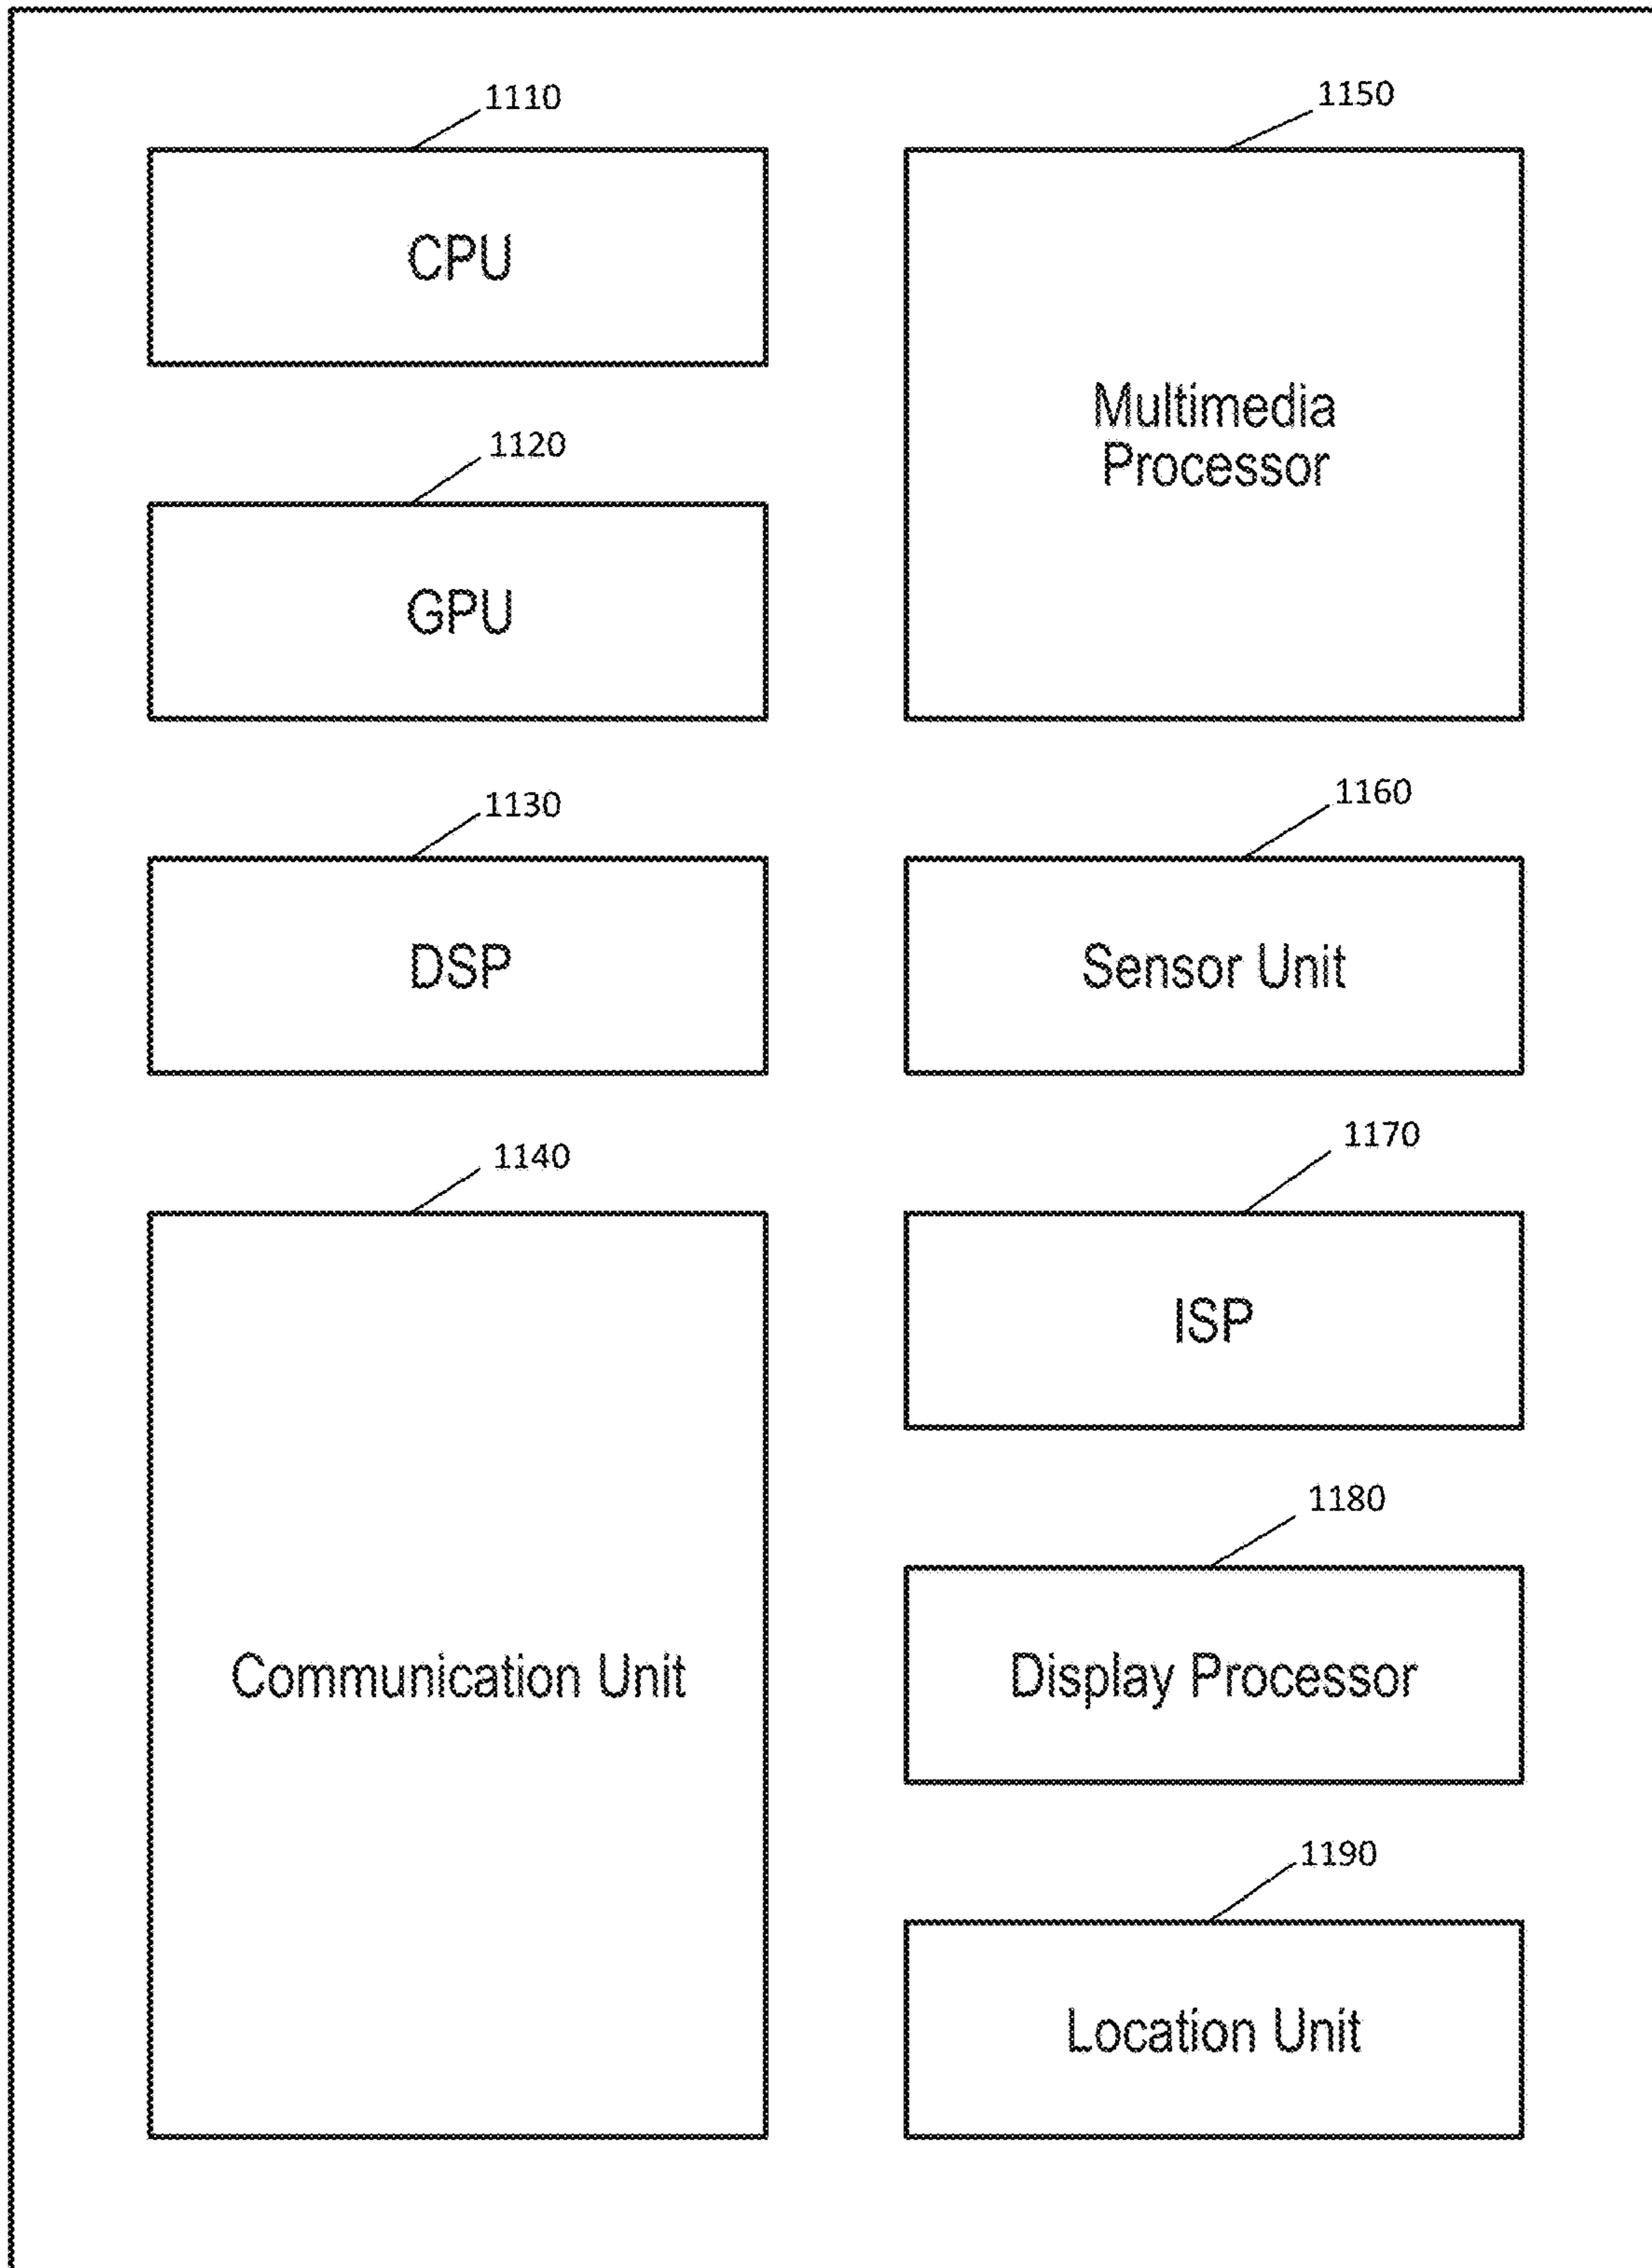 1110
CPU
1120
GPU
1130
DSP
1140
Communication Unit
1150
Multimedia
Processor
1160
Sensor Unit
1170
ISP
1180
Display Processor
1190
Location Unit